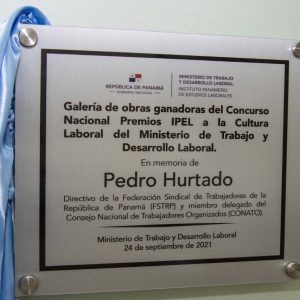 REPÚBLICA DE PANAMÁ
GOBIERNO NACIONAL
MINISTERIO DE TRABAJO
Y DESARROLLO LABORAL
INSTITUTO PANAMEÑO
DE ESTUDIOS LABORALES
Galería de obras ganadoras del Concurso
Nacional Premios IPEL a la Cultura
Laboral del Ministerio de Trabajo y
Desarrollo Laboral.
En memoria de
Pedro Hurtado
Directivo de la Federación Sindical de Trabajadores de la
República de Panamá (FSTRP) y miembro delegado del
Consejo Nacional de Trabajadores Organizados (CONATO).
Ministerio de Trabajo y Desarrollo Laboral
24 de septiembre de 2021